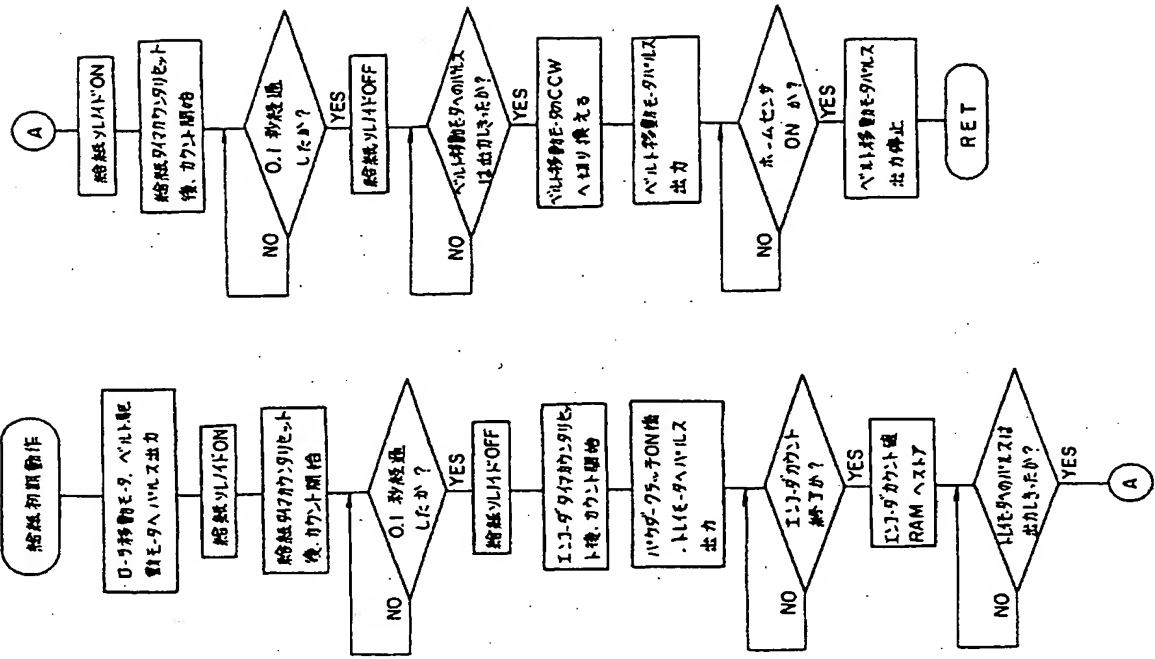 給紙初期動作
ローラ移動モータ、ベルト駆
動モータへパルス出力
給紙ソレノイドON
給紙タイマカウンタリセット
後、カウント開始
0.1 秒経過
したか?
NO
YES
給紙ソレノイドOFF
エンコーダタイマカウンタリセッ
ト後、カウント開始
パウダークラッチON後
、トレイモータへパルス
出力
エンコーダカウント
終了か?
NO
YES
エンコーダカウント値
RAMへストア
トレイモータへのパルスは
出力しきったか?
NO
YES
A
A
給紙ソレノイドON
給紙タイマカウンタリセット
後、カウント開始
0.1 秒経過
したか?
NO
YES
給紙ソレノイドOFF
ベルト移動モータへのパルス
は出力しきったか?
NO
YES
ベルト移動モータのCCW
へ切り換える
ベルト移動モータパルス
出力
ホームセンサ
ON か?
NO
YES
ベルト移動モータパルス
出力停止
RET